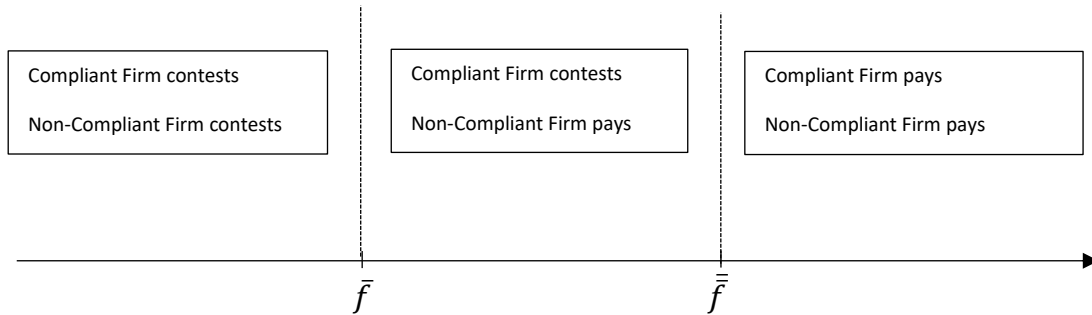 Compliant Firm contests
Non-Compliant Firm contests
Compliant Firm contests
Non-Compliant Firm pays
Compliant Firm pays
Non-Compliant Firm pays
f̄
f̿